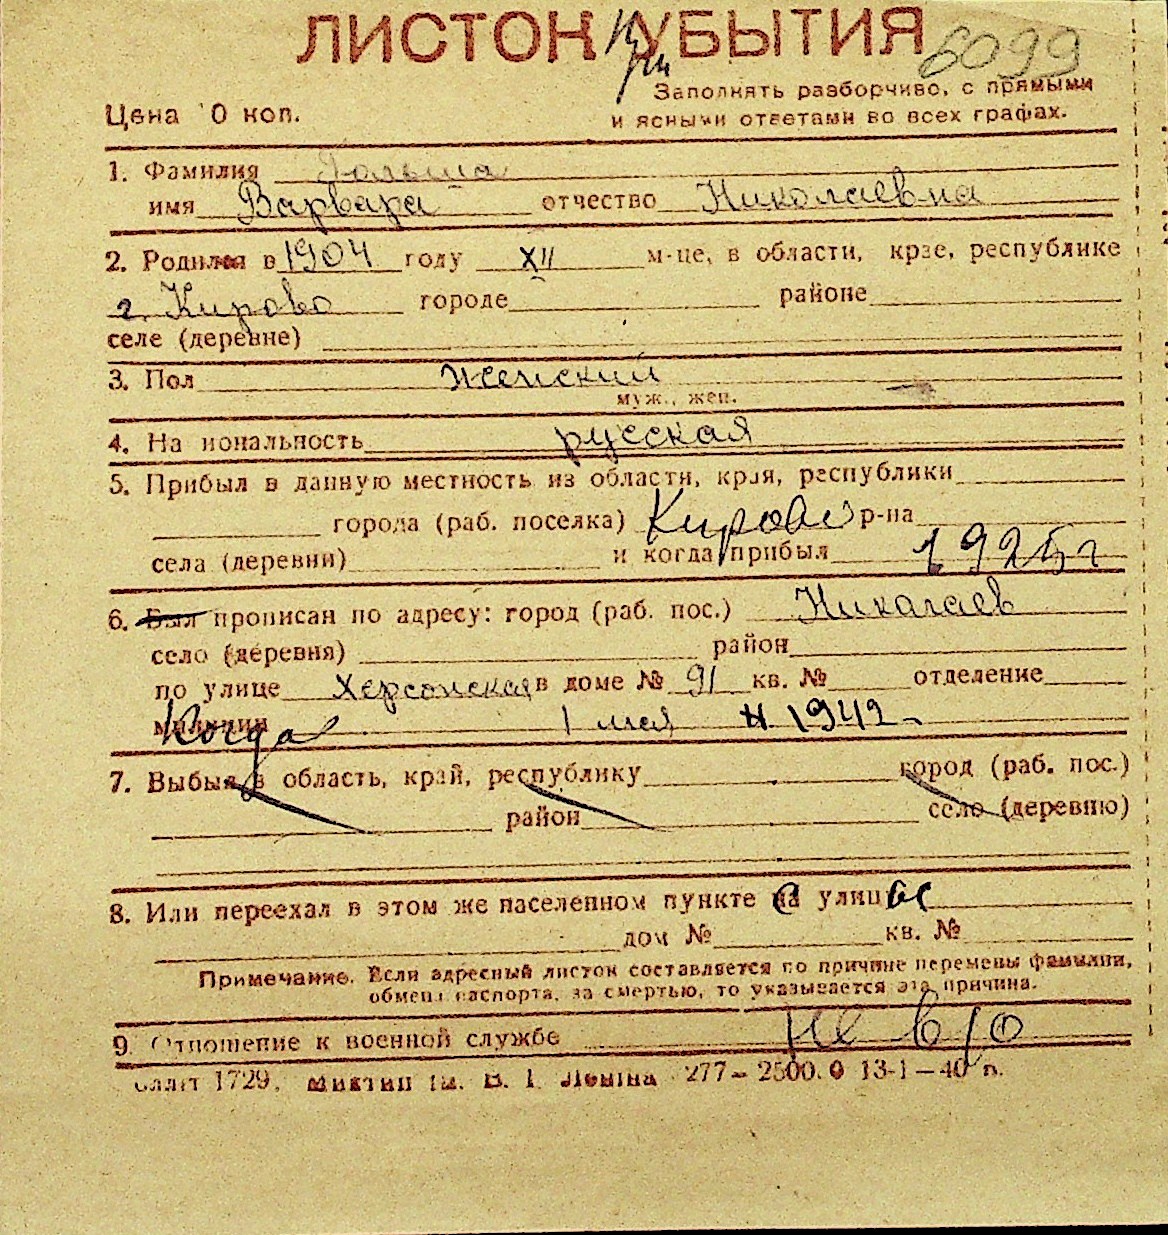 ЛИСТОК УБЫТИЯ 6099
Заполнять разборчиво, с прямыми
Цена 0 коп. и ясными ответами во всех графах.
1. Фамилия
имя Варвара отчество Николаевна
2. Родился в 1904 году XII м-це, в области, крае, республике
г. Кирово городе районе
селе (деревне)
3. Пол женский
муж., жен.
4. На иональность русская
5. Прибыл в данную местность из области, края, республики
города (раб. поселка) Кирово р-на
села (деревни) и когда прибыл 1925 г
6. Был прописан по адресу: город (раб. пос.) Николаев
село (деревня) район
по улице Херсонская в доме № 91 кв. № отделение
милиции Когда 1 мая 1942
7. Выбыл в область, край, республику город (раб. пос.)
район село (деревню)
8. Или переехал в этом же населенном пункте на улицы
дом № кв. №
Примечание. Если адресный листок составляется по причине перемены фамилии,
обмена паспорта, за смертью, то указывается эта причина.
9. Отношение к военной службе не в/о
1729. им. В. І. Леніна 277–2500. 13-1–40 п.